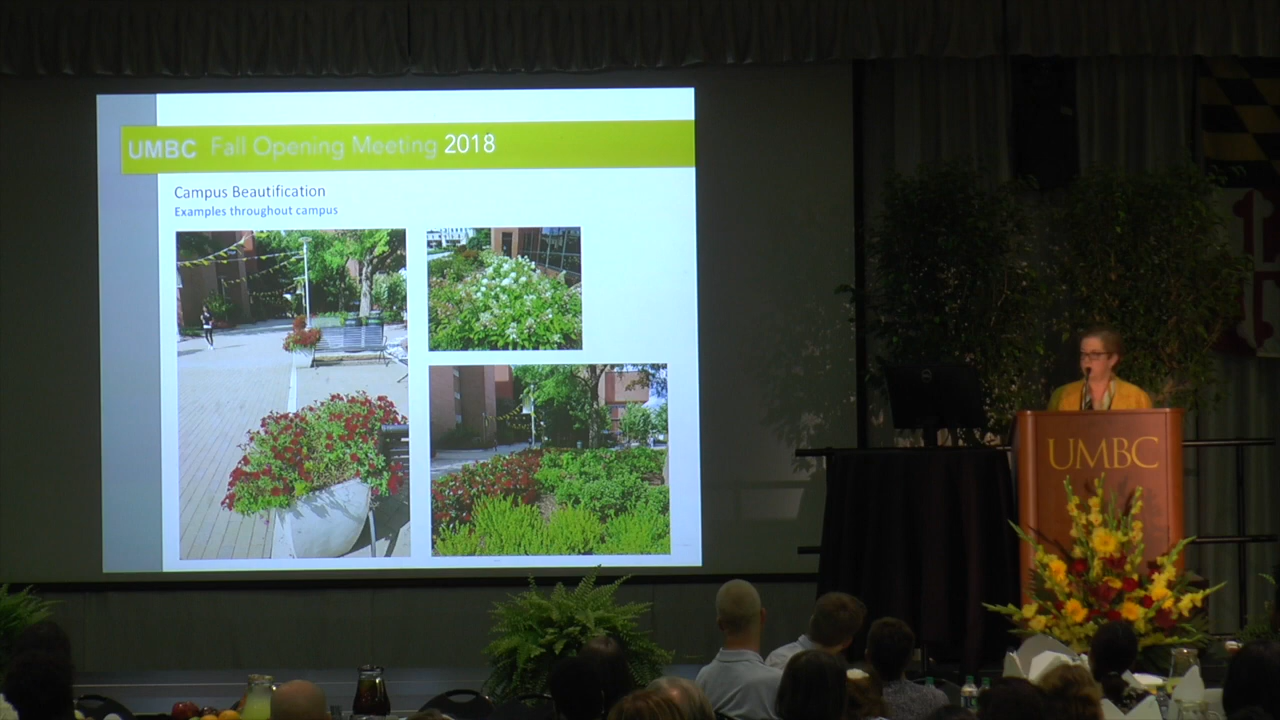 UMBC Fall Opening Meeting 2018
Campus Beautification
Examples throughout campus
UMBC